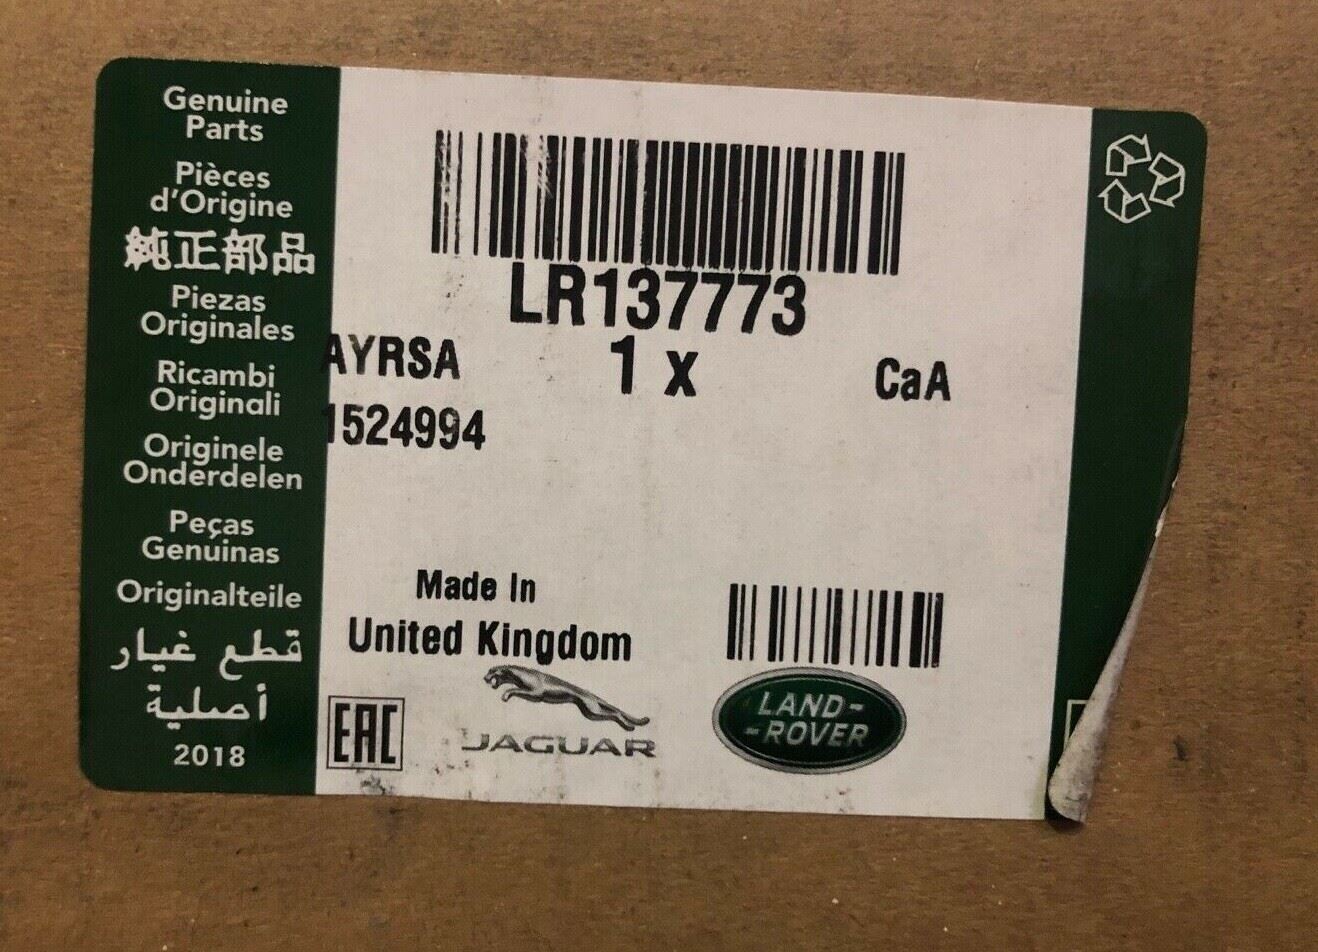 Genuine
Parts
Pièces
d'Origine
純正部品
Piezas
Originales
Ricambi
Originali
Originele
Onderdelen
Peças
Genuinas
Originalteile
قطع غيار
أصلية
2018
LR137773
AYRSA 1 x CaA
1524994
Made In
United Kingdom
EAC
JAGUAR
LAND-
-ROVER